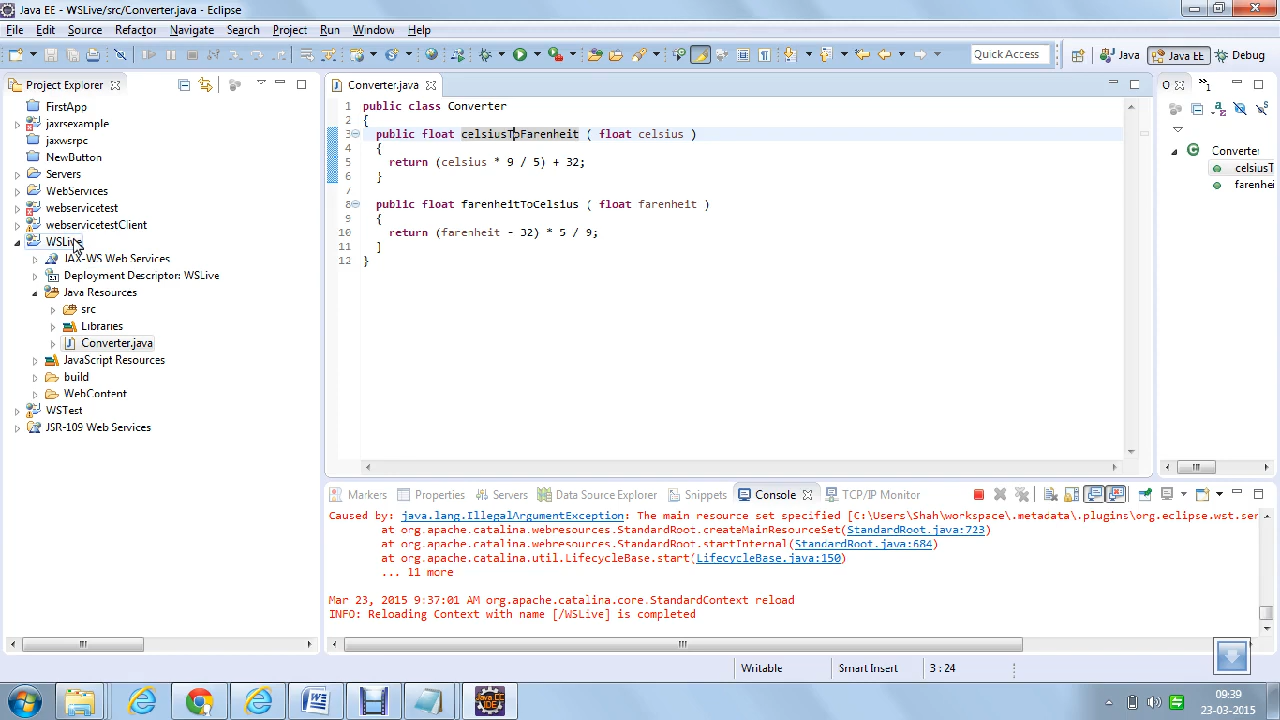 Java EE - WSLive/src/Converter.java - Eclipse
File Edit Source Refactor Navigate Search Project Run Window Help
Quick Access Java Java EE Debug
Project Explorer
FirstApp
jaxrsexample
jaxwsrpc
NewButton
Servers
WebServices
webservicetest
webservicetestClient
WSLive
JAX-WS Web Services
Deployment Descriptor: WSLive
Java Resources
src
Libraries
Converter.java
JavaScript Resources
build
WebContent
WSTest
JSR-109 Web Services
Converter.java
1 public class Converter
2 {
3 public float celsiusToFarenheit ( float celsius )
4 {
5 return (celsius * 9 / 5) + 32;
6 }
7
8 public float farenheitToCelsius ( float farenheit )
9 {
10 return (farenheit - 32) * 5 / 9;
11 }
12 }
O 1
Converter
celsiusT
farenhei
Markers Properties Servers Data Source Explorer Snippets Console TCP/IP Monitor
Caused by: java.lang.IllegalArgumentException: The main resource set specified [C:\Users\Shah\workspace\.metadata\.plugins\org.eclipse.wst.ser
at org.apache.catalina.webresources.StandardRoot.createMainResourceSet(StandardRoot.java:723)
at org.apache.catalina.webresources.StandardRoot.startInternal(StandardRoot.java:684)
at org.apache.catalina.util.LifecycleBase.start(LifecycleBase.java:150)
... 11 more
Mar 23, 2015 9:37:01 AM org.apache.catalina.core.StandardContext reload
INFO: Reloading Context with name [/WSLive] is completed
Writable Smart Insert 3 : 24
09:39
23-03-2015